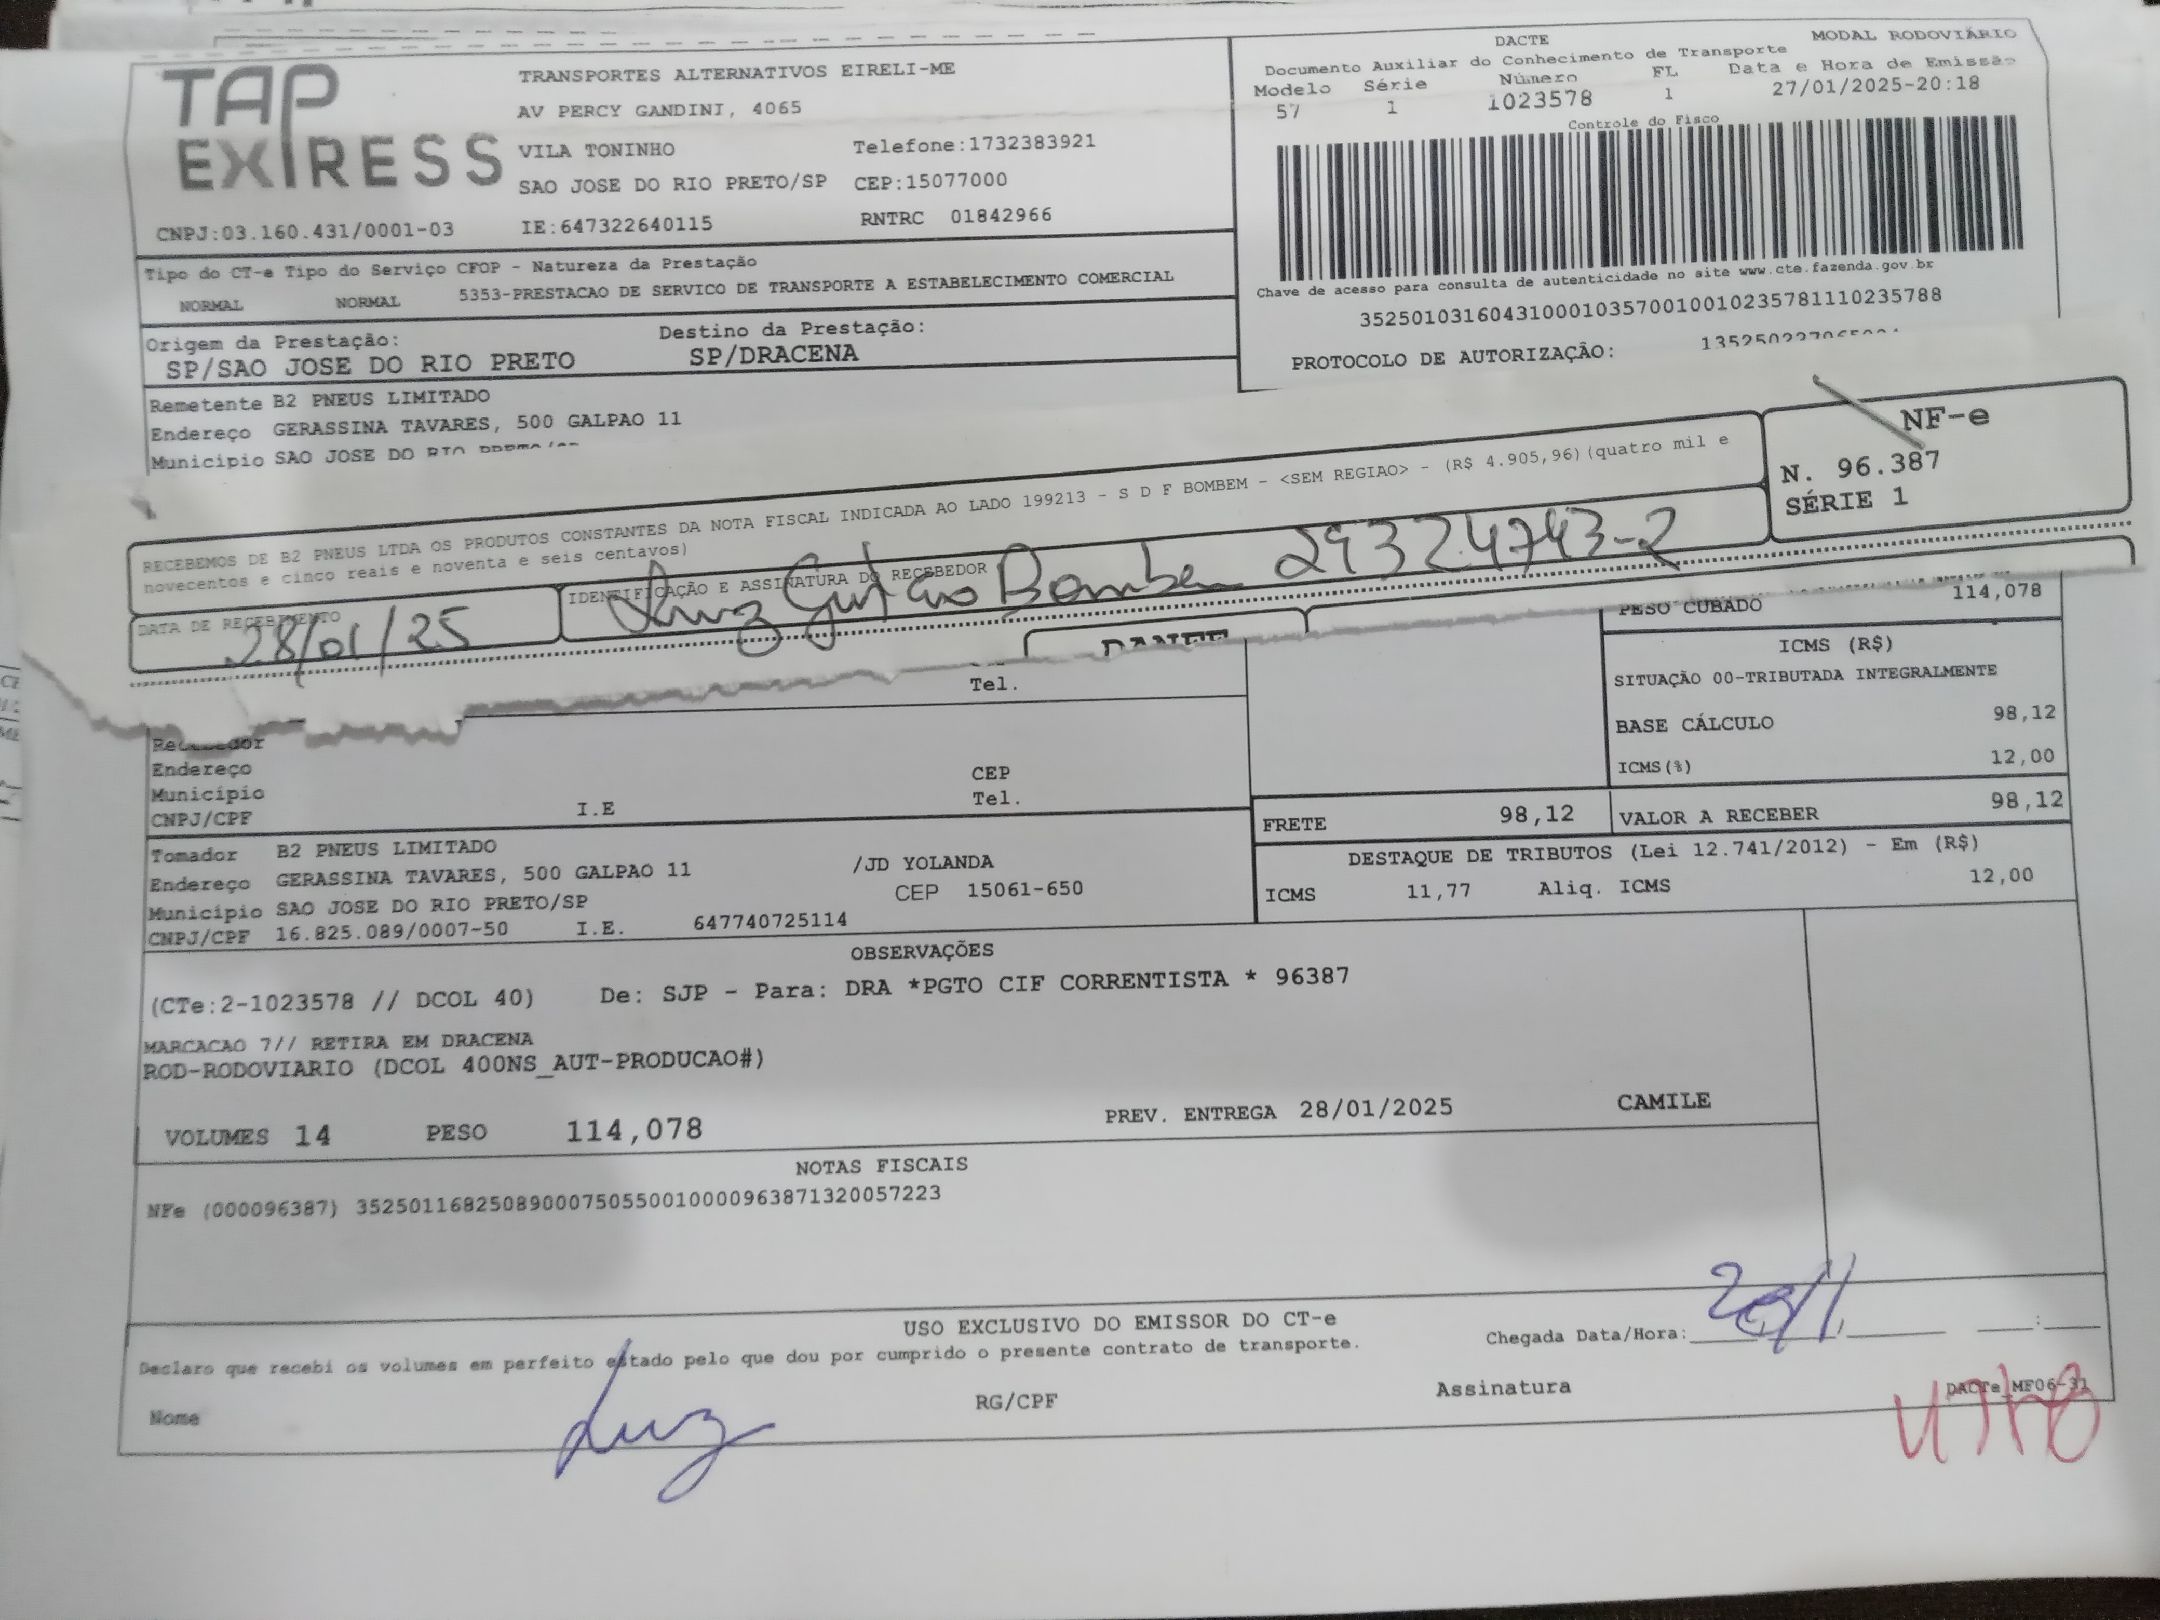 TAP EXPRESS
TRANSPORTES ALTERNATIVOS EIRELI-ME
AV PERCY GANDINI, 4065
VILA TONINHO Telefone:1732383921
SAO JOSE DO RIO PRETO/SP CEP:15077000
CNPJ:03.160.431/0001-03 IE:647322640115 RNTRC 01842966
DACTE MODAL RODOVIÁRIO
Documento Auxiliar do Conhecimento de Transporte
Modelo Série Número FL Data e Hora de Emissão
57 1 1023578 1 27/01/2025-20:18
Controle do Fisco
Chave de acesso para consulta de autenticidade no site www.cte.fazenda.gov.br
35250103160431000103570010010235781110235788
PROTOCOLO DE AUTORIZAÇÃO:
Tipo do CT-e Tipo do Serviço CFOP - Natureza da Prestação
NORMAL NORMAL 5353-PRESTACAO DE SERVICO DE TRANSPORTE A ESTABELECIMENTO COMERCIAL
Origem da Prestação: Destino da Prestação:
SP/SAO JOSE DO RIO PRETO SP/DRACENA
Remetente B2 PNEUS LIMITADO
Endereço GERASSINA TAVARES, 500 GALPAO 11
Município SAO JOSE DO RIO
RECEBEMOS DE B2 PNEUS LTDA OS PRODUTOS CONSTANTES DA NOTA FISCAL INDICADA AO LADO 199213 - S D F BOMBEM - <SEM REGIAO> - (R$ 4.905,96)(quatro mil e
novecentos e cinco reais e noventa e seis centavos)
NF-e
N. 96.387
SÉRIE 1
DATA DE RECEBIMENTO
28/01/25
IDENTIFICAÇÃO E ASSINATURA DO RECEBEDOR
Luiz Gustavo Bombem 29324743-2
DANFE
PESO CUBADO 114,078
ICMS (R$)
SITUAÇÃO 00-TRIBUTADA INTEGRALMENTE
BASE CÁLCULO 98,12
ICMS(%) 12,00
Tel.
Recebedor
Endereço CEP
Município Tel.
CNPJ/CPF I.E
FRETE 98,12 VALOR A RECEBER 98,12
Tomador B2 PNEUS LIMITADO
Endereço GERASSINA TAVARES, 500 GALPAO 11 /JD YOLANDA
Município SAO JOSE DO RIO PRETO/SP CEP 15061-650
CNPJ/CPF 16.825.089/0007-50 I.E. 647740725114
DESTAQUE DE TRIBUTOS (Lei 12.741/2012) - Em (R$)
ICMS 11,77 Aliq. ICMS 12,00
OBSERVAÇÕES
(CTe:2-1023578 // DCOL 40) De: SJP - Para: DRA *PGTO CIF CORRENTISTA * 96387
MARCACAO 7// RETIRA EM DRACENA
ROD-RODOVIARIO (DCOL 400NS_AUT-PRODUCAO#)
VOLUMES 14 PESO 114,078 PREV. ENTREGA 28/01/2025 CAMILE
NOTAS FISCAIS
NFe (000096387) 35250116825089000750550010000963871320057223
USO EXCLUSIVO DO EMISSOR DO CT-e
Declaro que recebi os volumes em perfeito estado pelo que dou por cumprido o presente contrato de transporte.
Chegada Data/Hora:
Nome Luiz RG/CPF Assinatura
DACTe_MF06-31